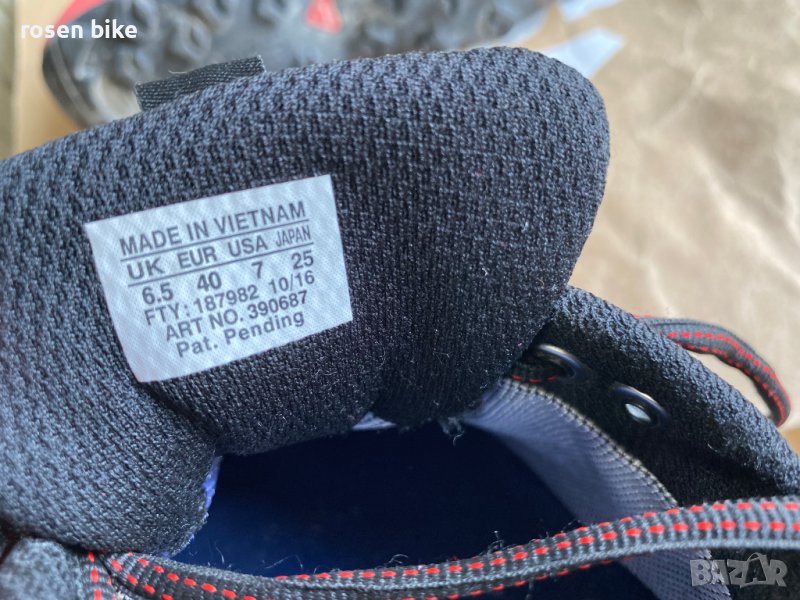 rosen bike
MADE IN VIETNAM
UK EUR USA JAPAN
6.5 40 7 25
FTY: 187982 10/16
ART NO. 390687
Pat. Pending
BAZAR